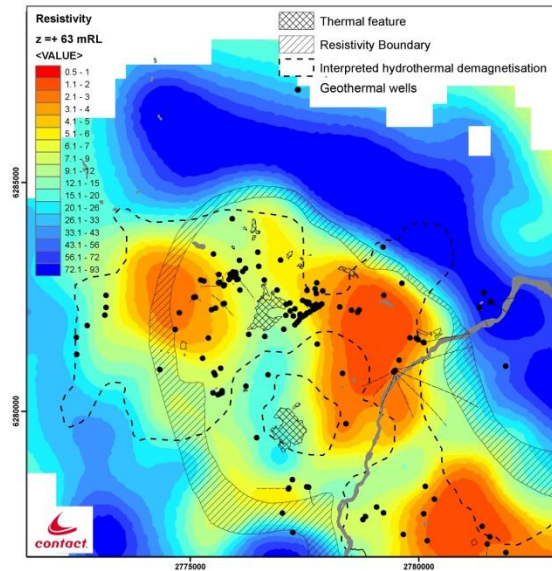 Resistivity
z =+ 63 mRL
<VALUE>
0.5 - 1
1.1 - 2
2.1 - 3
3.1 - 4
4.1 - 5
5.1 - 6
6.1 - 7
7.1 - 9
9.1 - 12
12.1 - 15
15.1 - 20
20.1 - 26
26.1 - 33
33.1 - 43
43.1 - 56
56.1 - 72
72.1 - 93
Thermal feature
Resistivity Boundary
Interpreted hydrothermal demagnetisation
Geothermal wells
6285000
6280000
contact
2775000
2780000